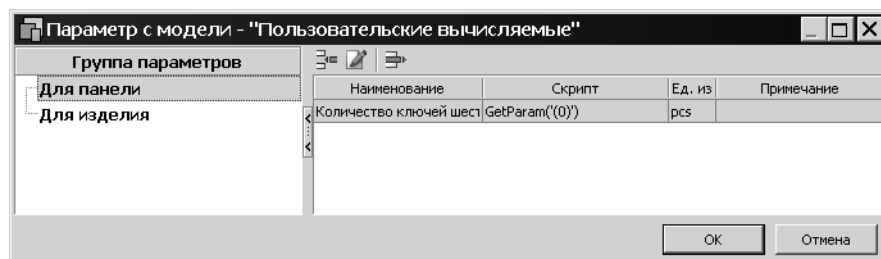 Параметр с модели - "Пользовательские вычисляемые"
Группа параметров
Для панели
Для изделия
Наименование Скрипт Ед. из Примечание
Количество ключей шест GetParam('(0)') pcs
OK Отмена